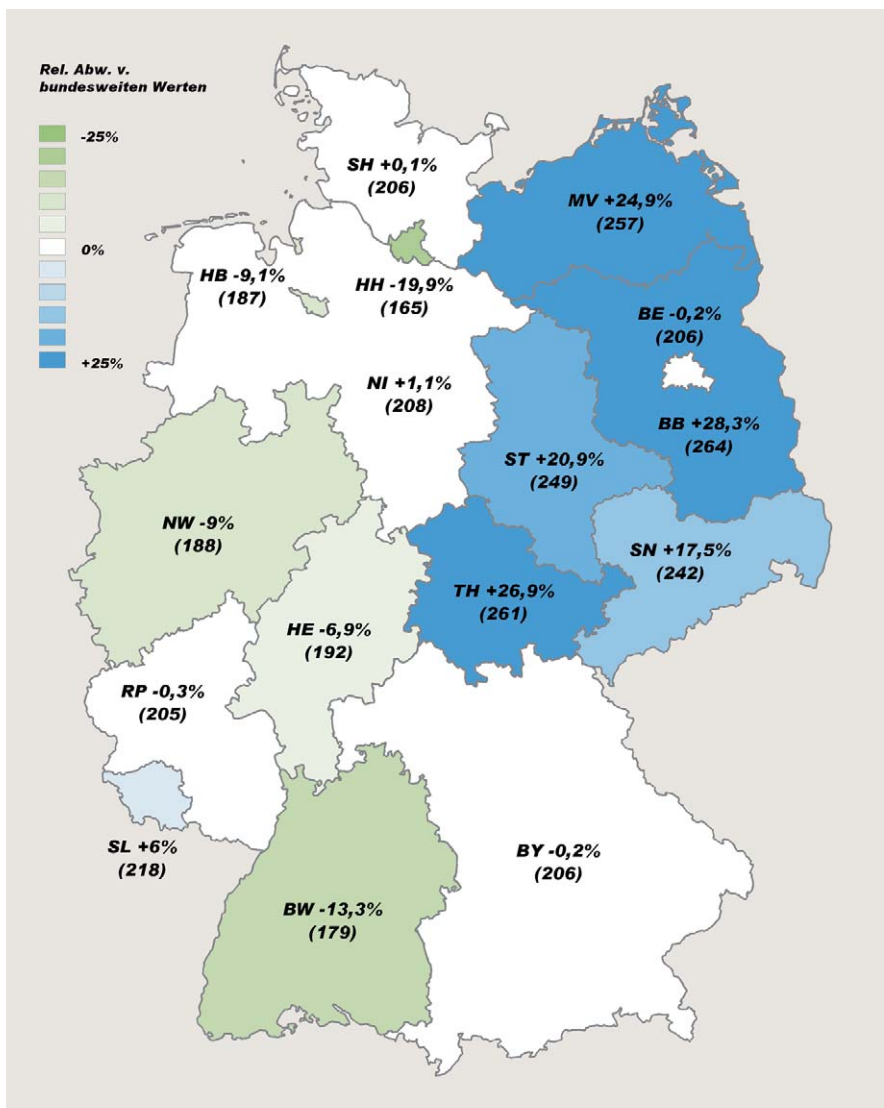 Rel. Abw. v.
bundesweiten Werten
-25%
0%
+25%
SH +0,1%
(206)
MV +24,9%
(257)
HB -9,1%
(187)
HH -19,9%
(165)
BE -0,2%
(206)
NI +1,1%
(208)
BB +28,3%
(264)
ST +20,9%
(249)
NW -9%
(188)
SN +17,5%
(242)
TH +26,9%
(261)
HE -6,9%
(192)
RP -0,3%
(205)
SL +6%
(218)
BY -0,2%
(206)
BW -13,3%
(179)